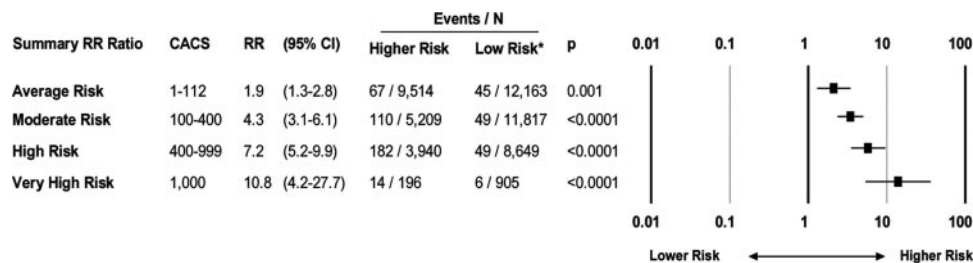 Events / N
Summary RR Ratio CACS RR (95% CI) Higher Risk Low Risk* p 0.01 0.1 1 10 100
Average Risk 1-112 1.9 (1.3-2.8) 67 / 9,514 45 / 12,163 0.001
Moderate Risk 100-400 4.3 (3.1-6.1) 110 / 5,209 49 / 11,817 <0.0001
High Risk 400-999 7.2 (5.2-9.9) 182 / 3,940 49 / 8,649 <0.0001
Very High Risk 1,000 10.8 (4.2-27.7) 14 / 196 6 / 905 <0.0001
0.01 0.1 1 10 100
Lower Risk Higher Risk